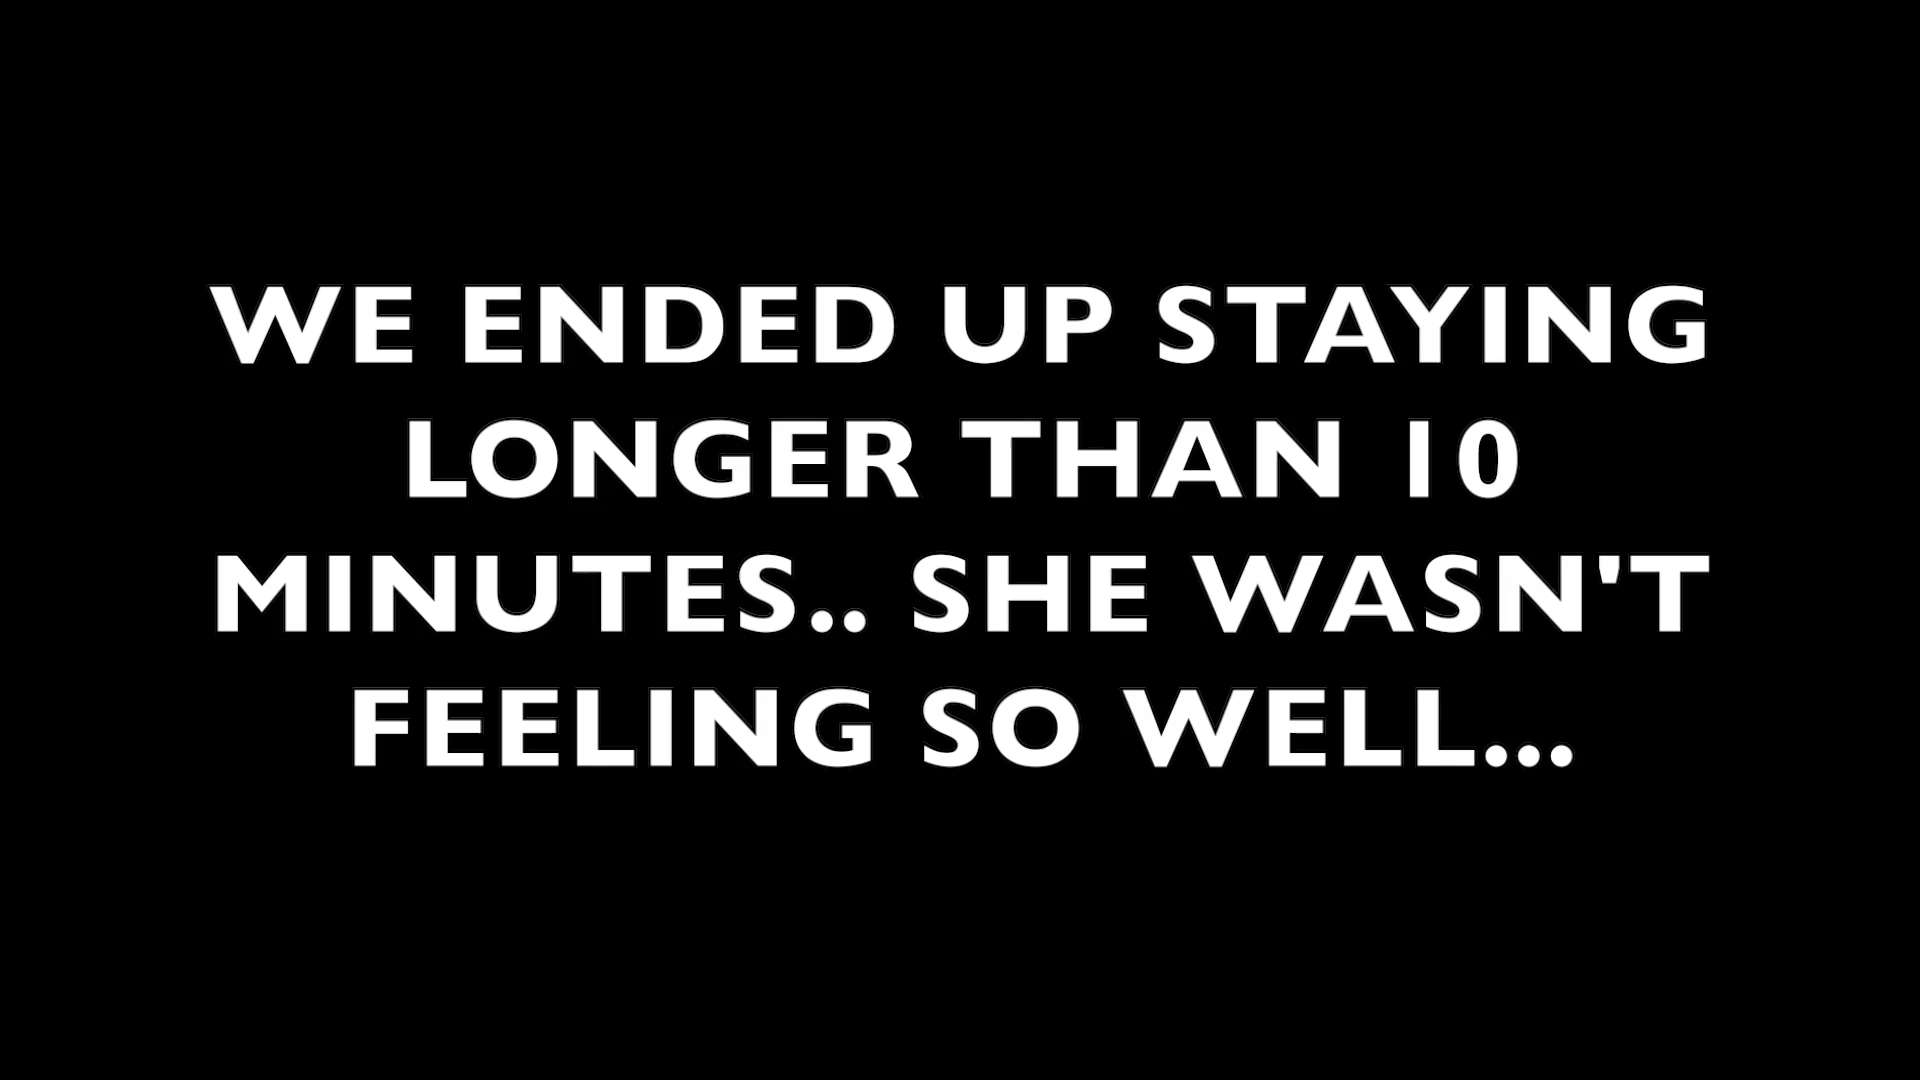 WE ENDED UP STAYING
LONGER THAN 10
MINUTES.. SHE WASN'T
FEELING SO WELL...